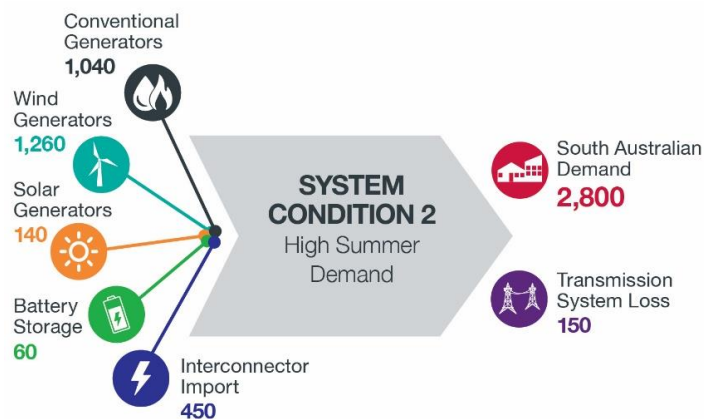 Conventional
Generators
1,040
Wind
Generators
1,260
Solar
Generators
140
Battery
Storage
60
Interconnector
Import
450
SYSTEM
CONDITION 2
High Summer
Demand
South Australian
Demand
2,800
Transmission
System Loss
150